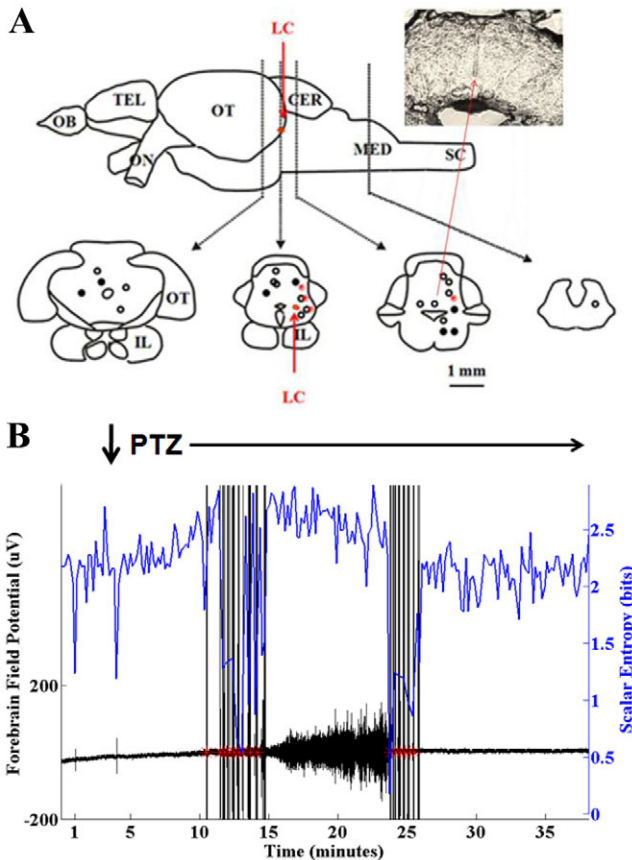 A
LC
OB
TEL
OT
CER
ON
MED
SC
OT
IL
IL
1 mm
LC
B
PTZ
Forebrain Field Potential (uV)
200
-200
1 5 10 15 20 25 30 35
Time (minutes)
2.5
2
1.5
1
0.5
0
Scalar Entropy (bits)